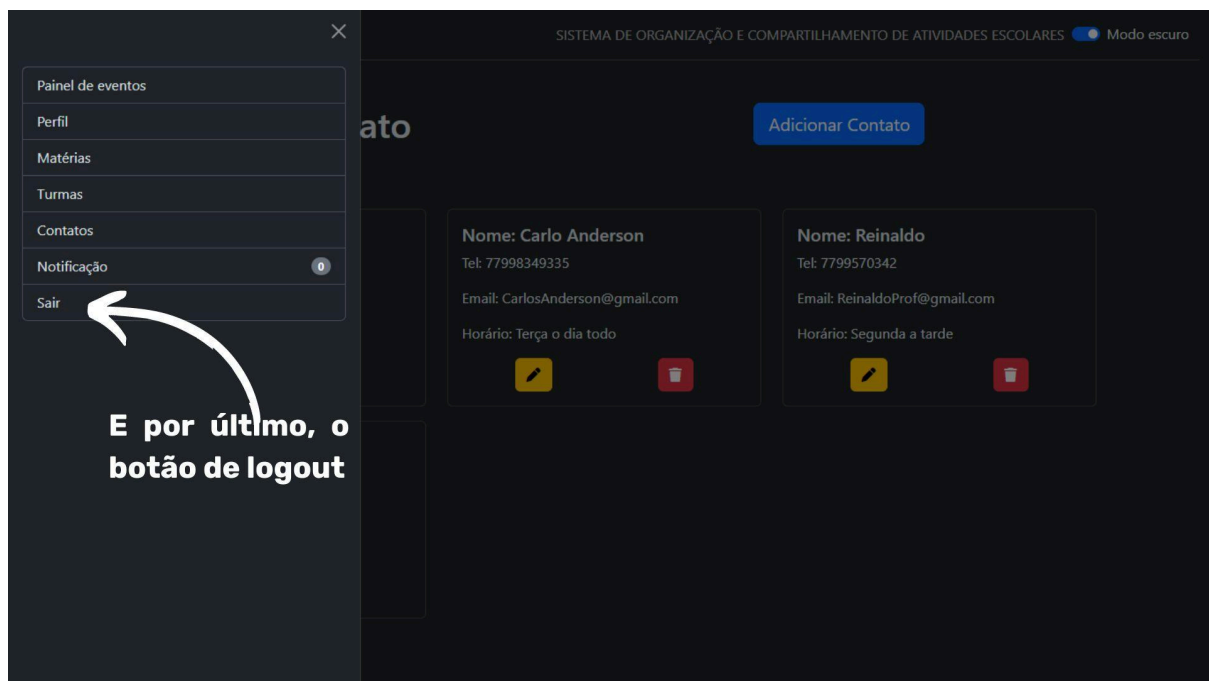 SISTEMA DE ORGANIZAÇÃO E COMPARTILHAMENTO DE ATIVIDADES ESCOLARES Modo escuro
Painel de eventos
Perfil
Matérias
Turmas
Contatos
Notificação 0
Sair
E por último, o
botão de logout
ato
Adicionar Contato
Nome: Carlo Anderson
Tel: 77998349335
Email: CarlosAnderson@gmail.com
Horário: Terça o dia todo
Nome: Reinaldo
Tel: 7799570342
Email: ReinaldoProf@gmail.com
Horário: Segunda a tarde